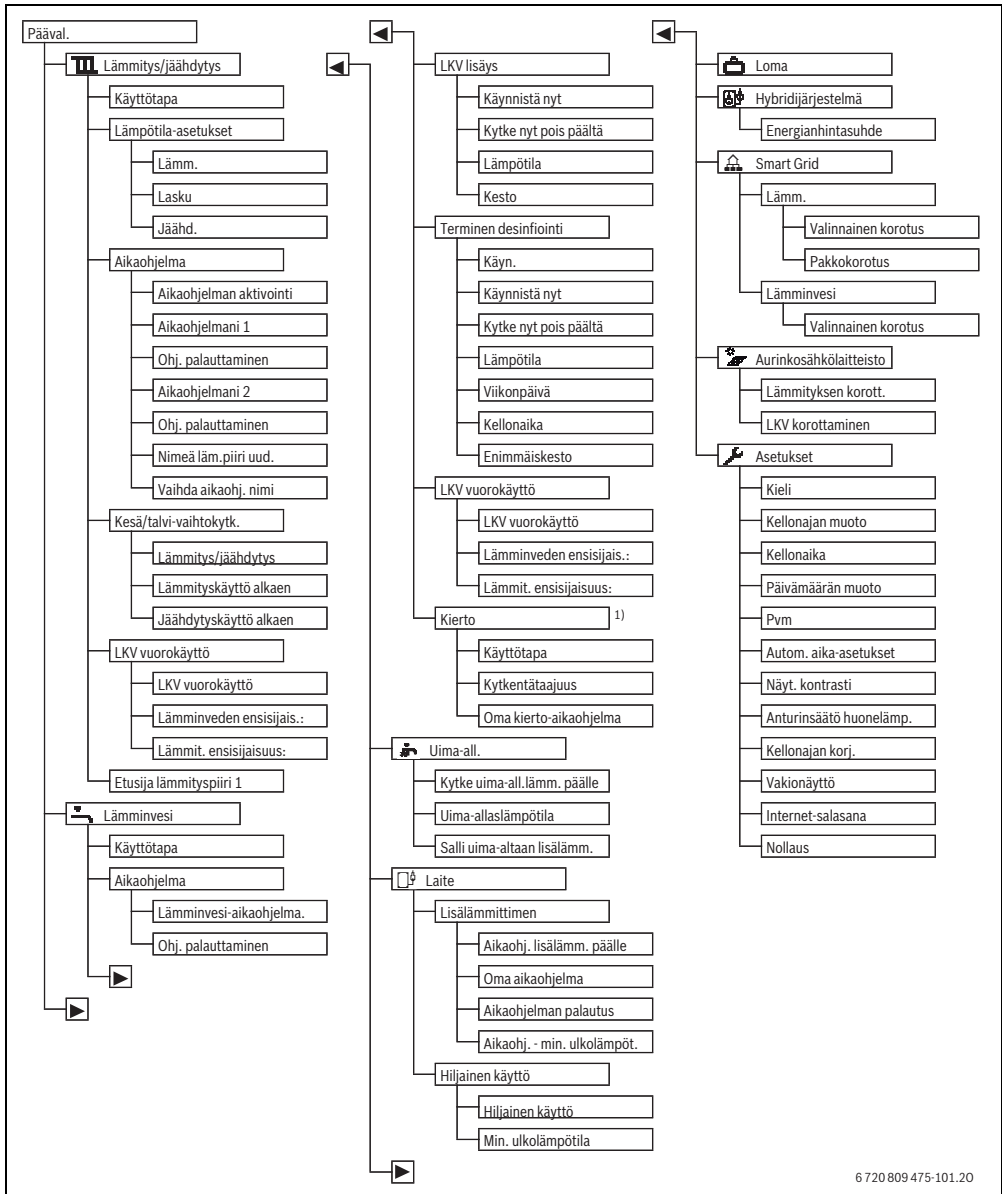 Pääval.
Lämmitys/jäähdytys
Käyttötapa
Lämpötila-asetukset
Lämm.
Lasku
Jäähd.
Aikaohjelma
Aikaohjelman aktivointi
Aikaohjelmani 1
Ohj. palauttaminen
Aikaohjelmani 2
Ohj. palauttaminen
Nimeä läm.piiri uud.
Vaihda aikaohj. nimi
Kesä/talvi-vaihtokytk.
Lämmitys/jäähdytys
Lämmityskäyttö alkaen
Jäähdytyskäyttö alkaen
LKV vuorokäyttö
LKV vuorokäyttö
Lämminveden ensisijais.:
Lämmit. ensisijaisuus:
Etusija lämmityspiiri 1
Lämminvesi
Käyttötapa
Aikaohjelma
Lämminvesi-aikaohjelma.
Ohj. palauttaminen
LKV lisäys
Käynnistä nyt
Kytke nyt pois päältä
Lämpötila
Kesto
Terminen desinfiointi
Käyn.
Käynnistä nyt
Kytke nyt pois päältä
Lämpötila
Viikonpäivä
Kellonaika
Enimmäiskesto
LKV vuorokäyttö
LKV vuorokäyttö
Lämminveden ensisijais.:
Lämmit. ensisijaisuus:
Kierto 1)
Käyttötapa
Kytkentätaajuus
Oma kierto-aikaohjelma
Uima-all.
Kytke uima-all.lämm. päälle
Uima-allaslämpötila
Salli uima-altaan lisälämm.
Laite
Lisälämmittimen
Aikaohj. lisälämm. päälle
Oma aikaohjelma
Aikaohjelman palautus
Aikaohj. - min. ulkolämpöt.
Hiljainen käyttö
Hiljainen käyttö
Min. ulkolämpötila
Loma
Hybridijärjestelmä
Energianhintasuhde
Smart Grid
Lämm.
Valinnainen korotus
Pakkokorotus
Lämminvesi
Valinnainen korotus
Aurinkosähkölaitteisto
Lämmityksen korott.
LKV korottaminen
Asetukset
Kieli
Kellonajan muoto
Kellonaika
Päivämäärän muoto
Pvm
Autom. aika-asetukset
Näyt. kontrasti
Anturinsäätö huonelämp.
Kellonajan korj.
Vakionäyttö
Internet-salasana
Nollaus
6 720 809 475-101.2O